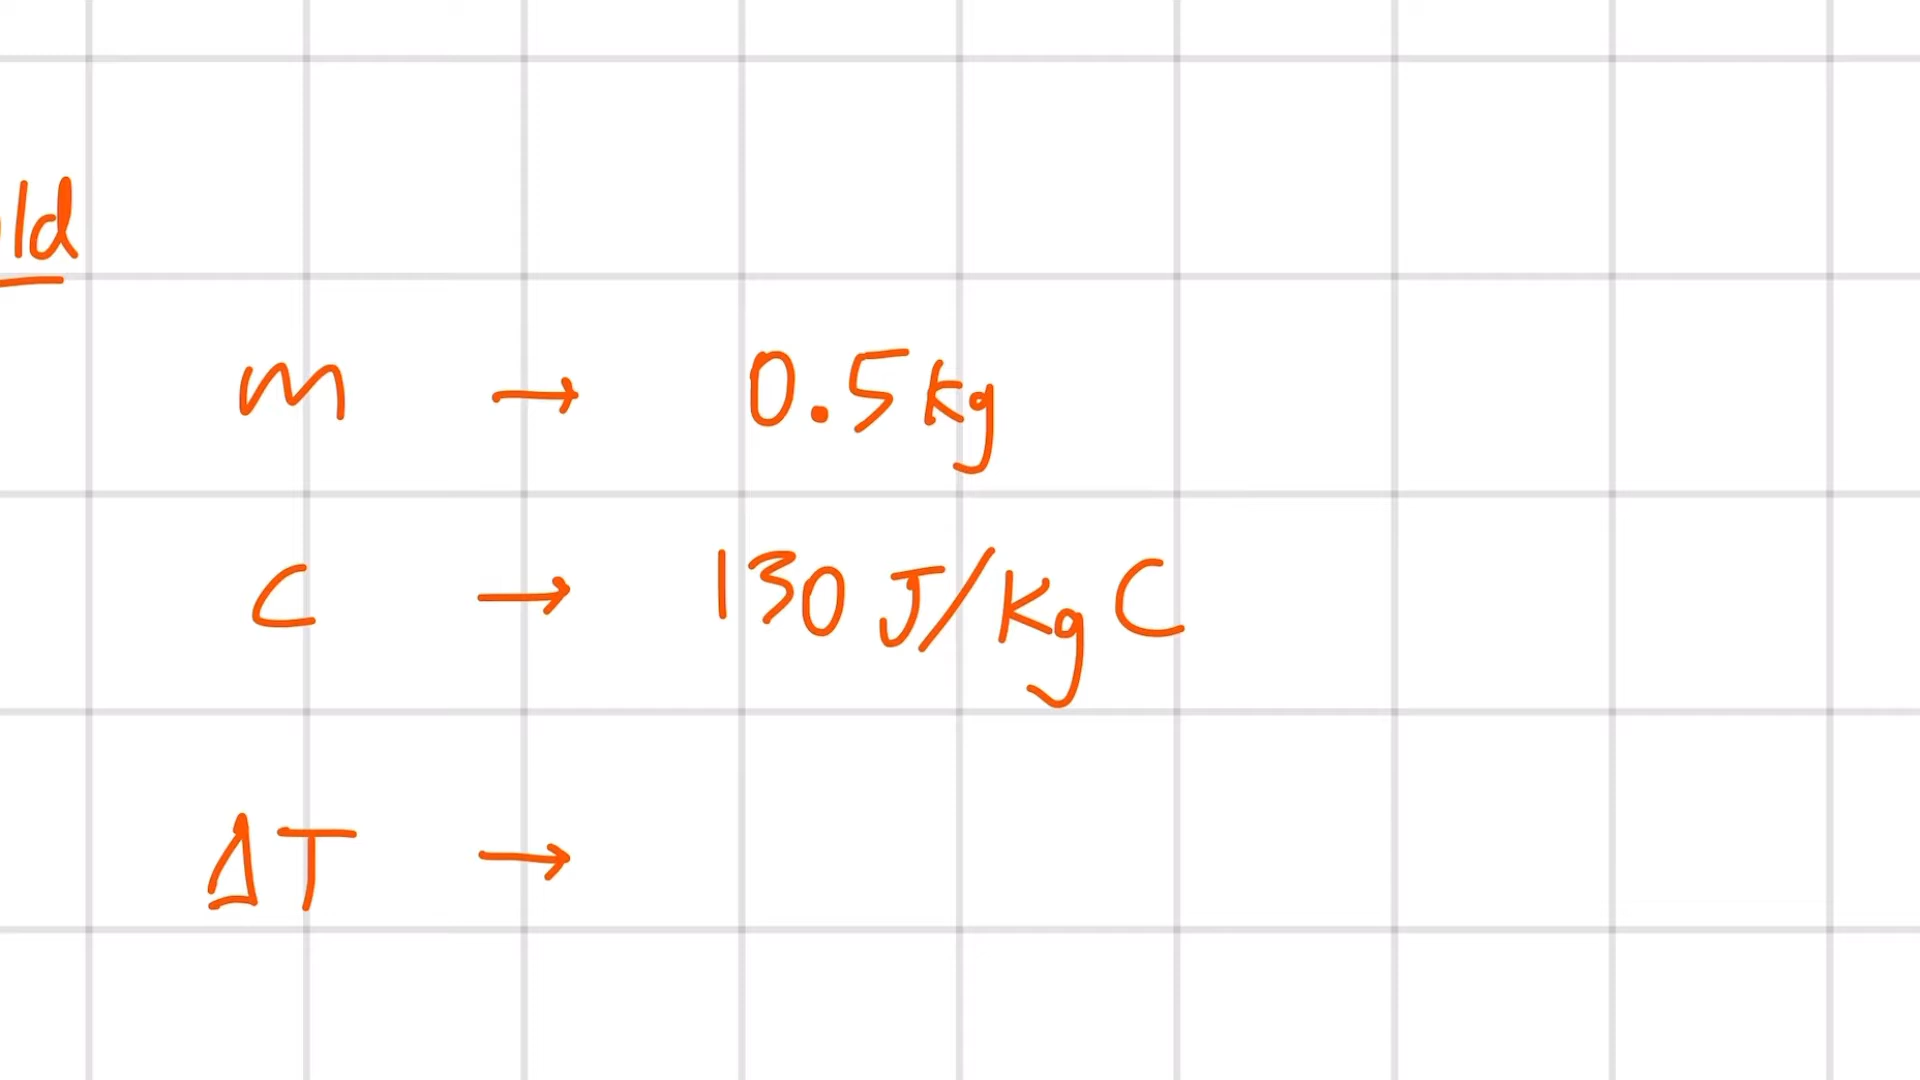 ld
m → 0.5 kg
C → 130 J/Kg C
ΔT →